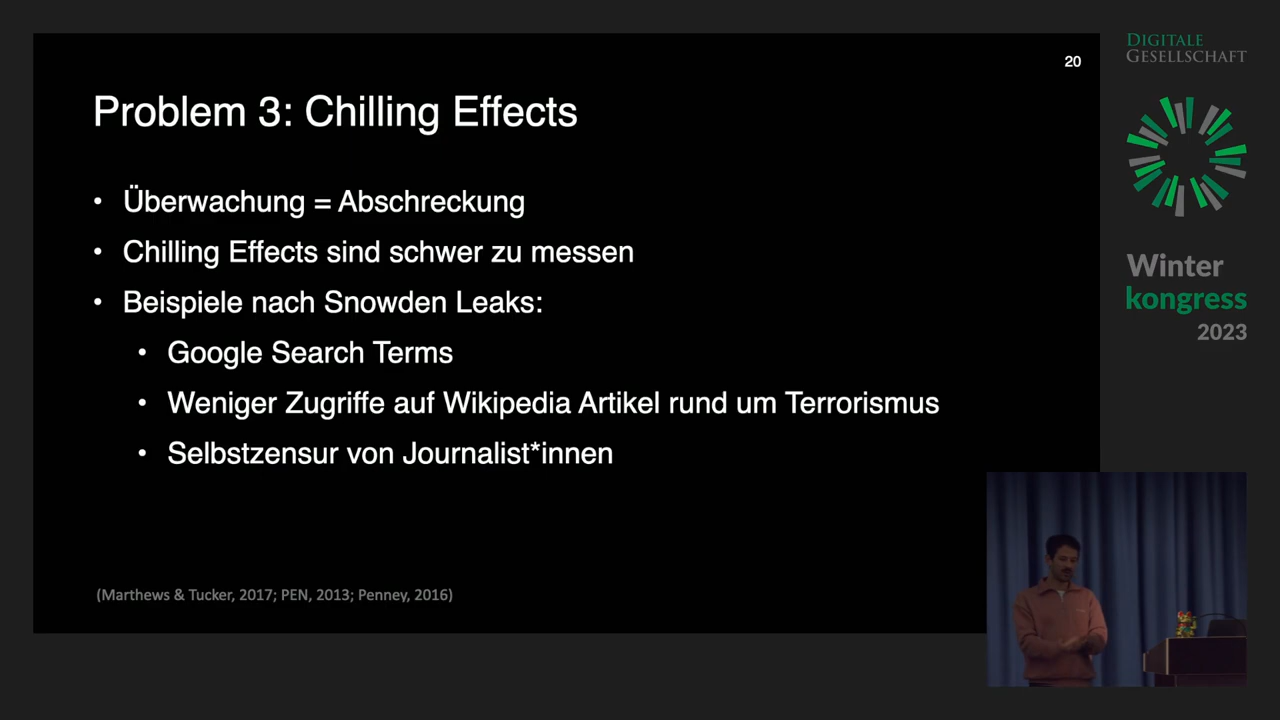 20
DIGITALE
GESELLSCHAFT
Problem 3: Chilling Effects
• Überwachung = Abschreckung
• Chilling Effects sind schwer zu messen
• Beispiele nach Snowden Leaks:
• Google Search Terms
• Weniger Zugriffe auf Wikipedia Artikel rund um Terrorismus
• Selbstzensur von Journalist*innen
(Marthews & Tucker, 2017; PEN, 2013; Penney, 2016)
Winter
kongress
2023